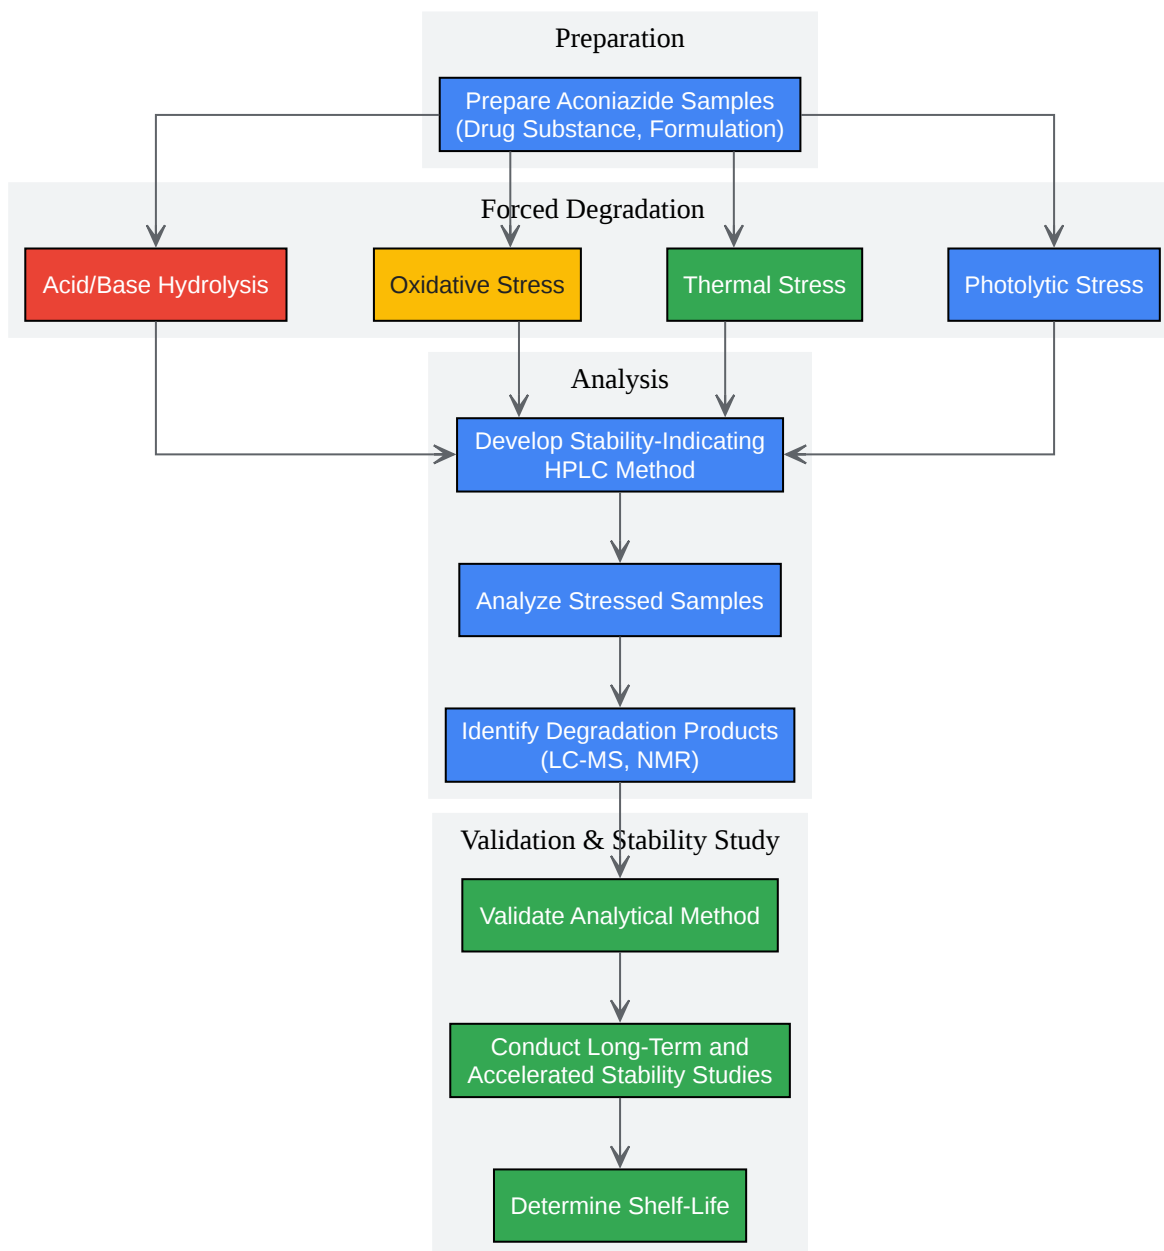 Preparation
Prepare Aconiazide Samples
(Drug Substance, Formulation)
Forced Degradation
Acid/Base Hydrolysis
Oxidative Stress
Thermal Stress
Photolytic Stress
Analysis
Develop Stability-Indicating
HPLC Method
Analyze Stressed Samples
Identify Degradation Products
(LC-MS, NMR)
Validation & Stability Study
Validate Analytical Method
Conduct Long-Term and
Accelerated Stability Studies
Determine Shelf-Life